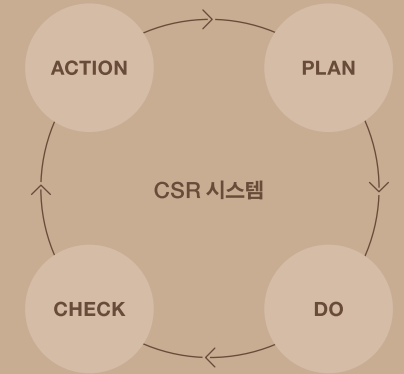 ACTION
PLAN
CSR 시스템
CHECK
DO